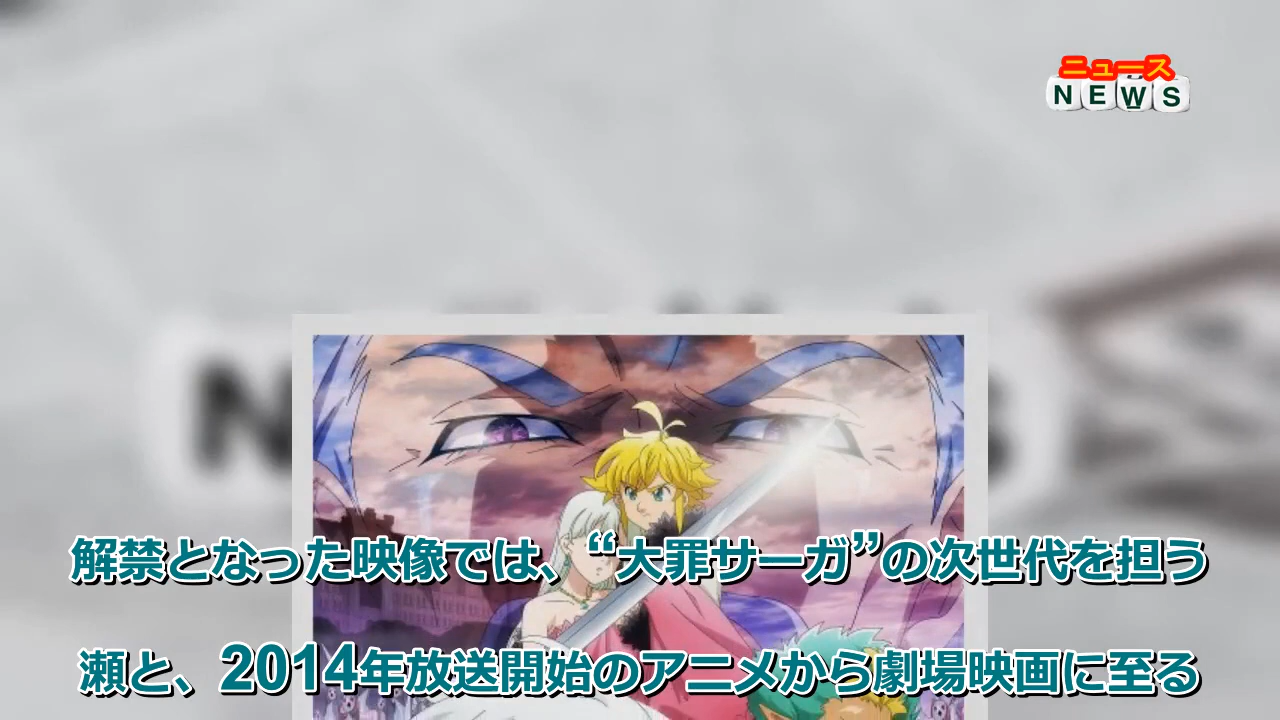 ニュース
NEWS
解禁となった映像では、“大罪サーガ”の次世代を担う
瀬と、2014年放送開始のアニメから劇場映画に至る